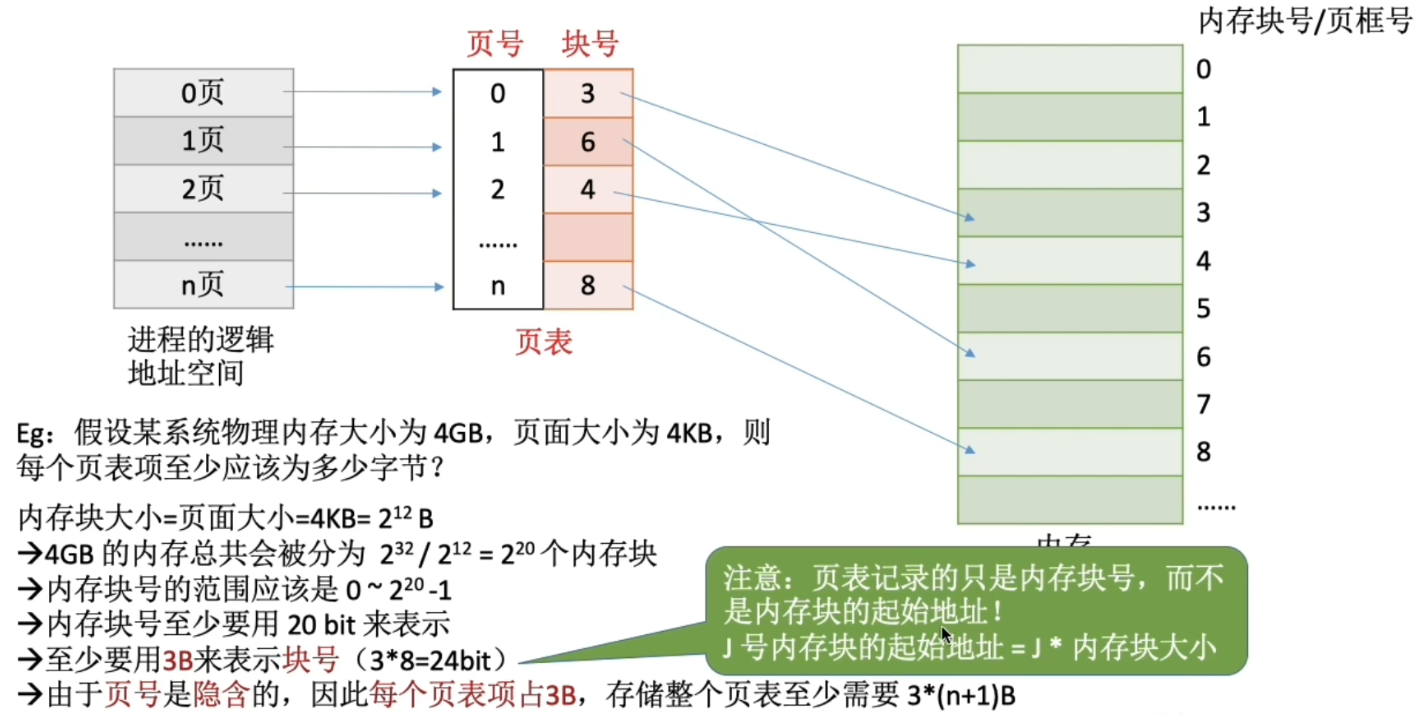 内存块号/页框号
页号 块号
0页 0 3 0
1页 1 6 1
2页 2 4 2
...... ...... 3
n页 n 8 4
5
6
7
8
......
进程的逻辑
地址空间
页表
Eg：假设某系统物理内存大小为 4GB，页面大小为 4KB，则
每个页表项至少应该为多少字节？
内存块大小=页面大小=4KB= 2¹² B
→4GB 的内存总共会被分为 2³² / 2¹² = 2²⁰ 个内存块
→内存块号的范围应该是 0 ~ 2²⁰ -1
→内存块号至少要用 20 bit 来表示
→至少要用3B来表示块号（3*8=24bit）
→由于页号是隐含的，因此每个页表项占3B，存储整个页表至少需要 3*(n+1)B
内存
注意：页表记录的只是内存块号，而不
是内存块的起始地址！
J 号内存块的起始地址 = J * 内存块大小